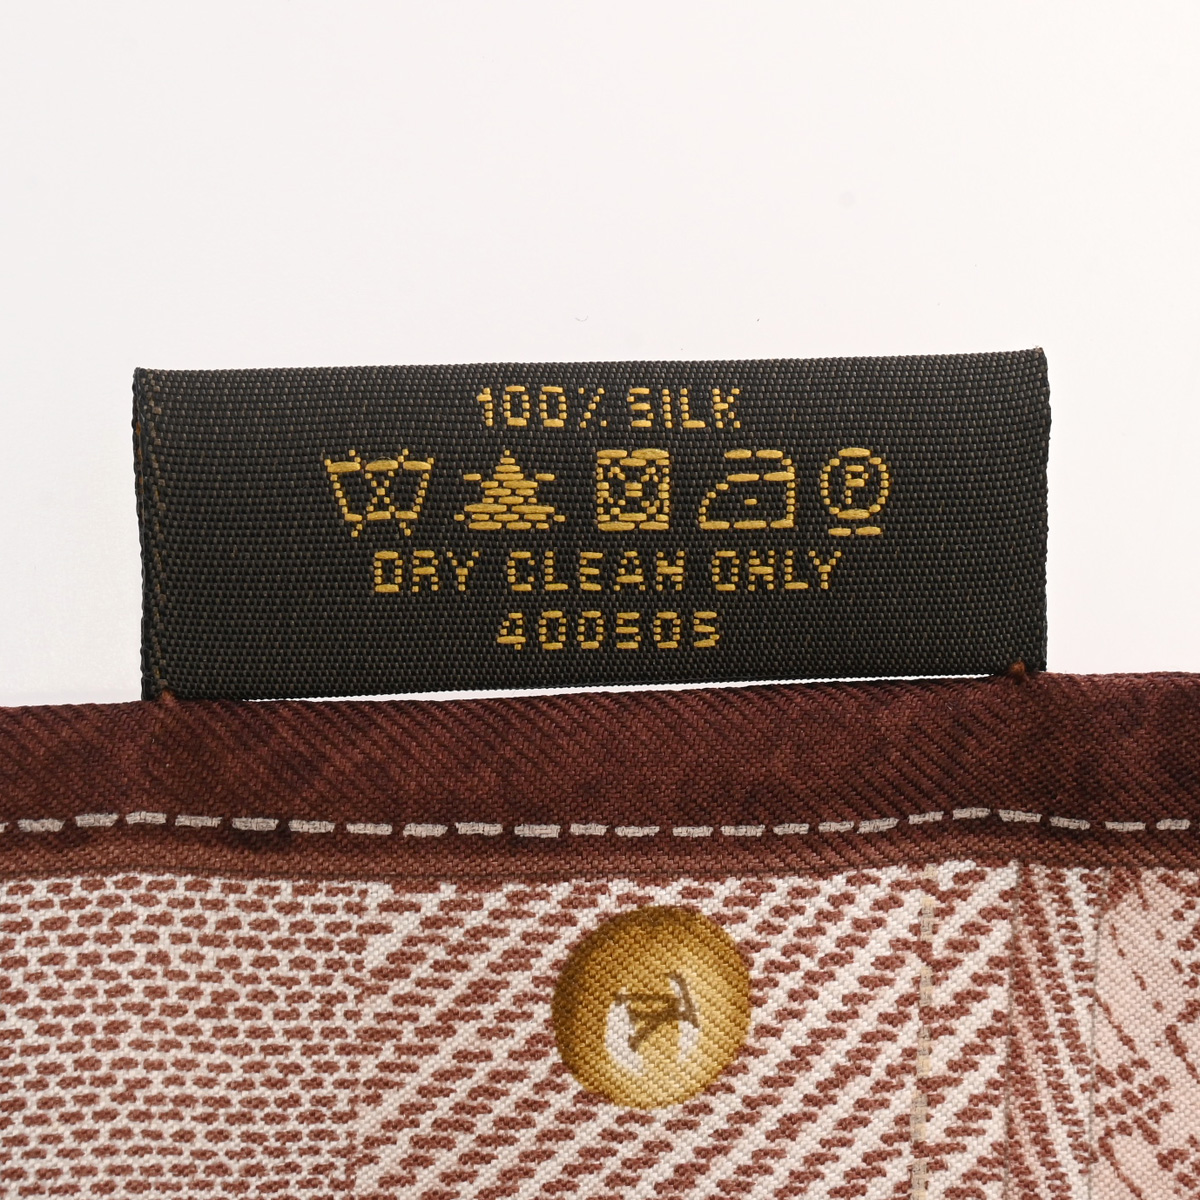 100% SILK
P
DRY CLEAN ONLY
400505